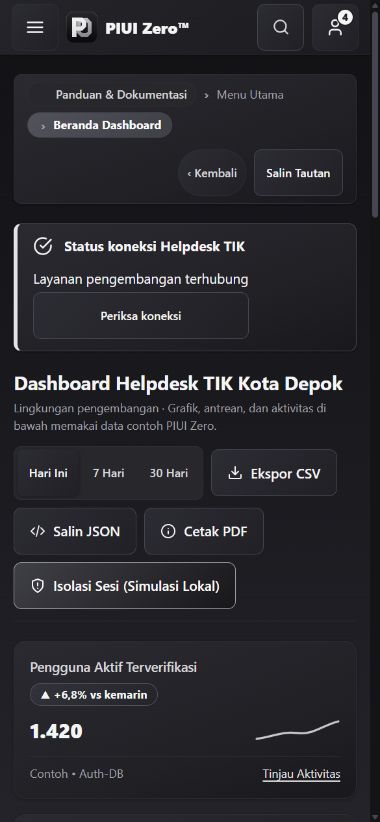 PIUI Zero™
4
Panduan & Dokumentasi › Menu Utama
› Beranda Dashboard
‹ Kembali
Salin Tautan
Status koneksi Helpdesk TIK
Layanan pengembangan terhubung
Periksa koneksi
Dashboard Helpdesk TIK Kota Depok
Lingkungan pengembangan · Grafik, antrean, dan aktivitas di
bawah memakai data contoh PIUI Zero.
Hari Ini
7 Hari
30 Hari
Ekspor CSV
Salin JSON
Cetak PDF
Isolasi Sesi (Simulasi Lokal)
Pengguna Aktif Terverifikasi
▲ +6,8% vs kemarin
1.420
Contoh • Auth-DB
Tinjau Aktivitas